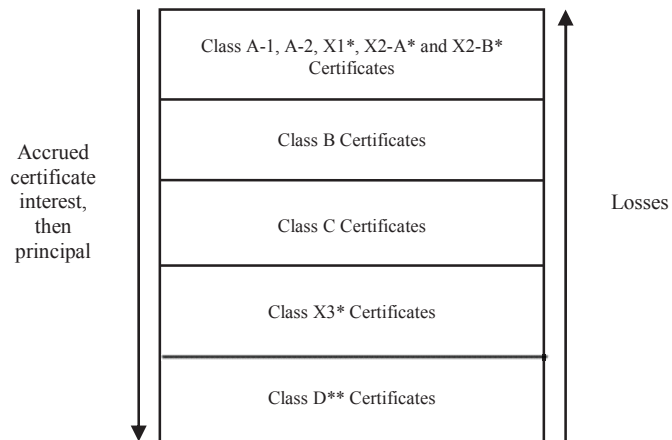 Class A-1, A-2, X1*, X2-A* and X2-B*
Certificates
Class B Certificates
Accrued
certificate
interest,
then
principal
Losses
Class C Certificates
Class X3* Certificates
Class D** Certificates